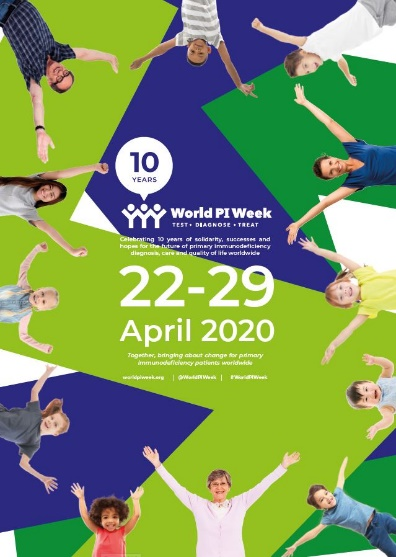 10
YEARS
World PI Week
TEST • DIAGNOSE • TREAT
Celebrating 10 years of solidarity, successes and
hopes for the future of primary immunodeficiency
diagnosis, care and quality of life worldwide
22-29
April 2020
Together, bringing about change for primary
immunodeficiency patients worldwide
worldpiweek.org | @WorldPIWeek | #WorldPIWeek